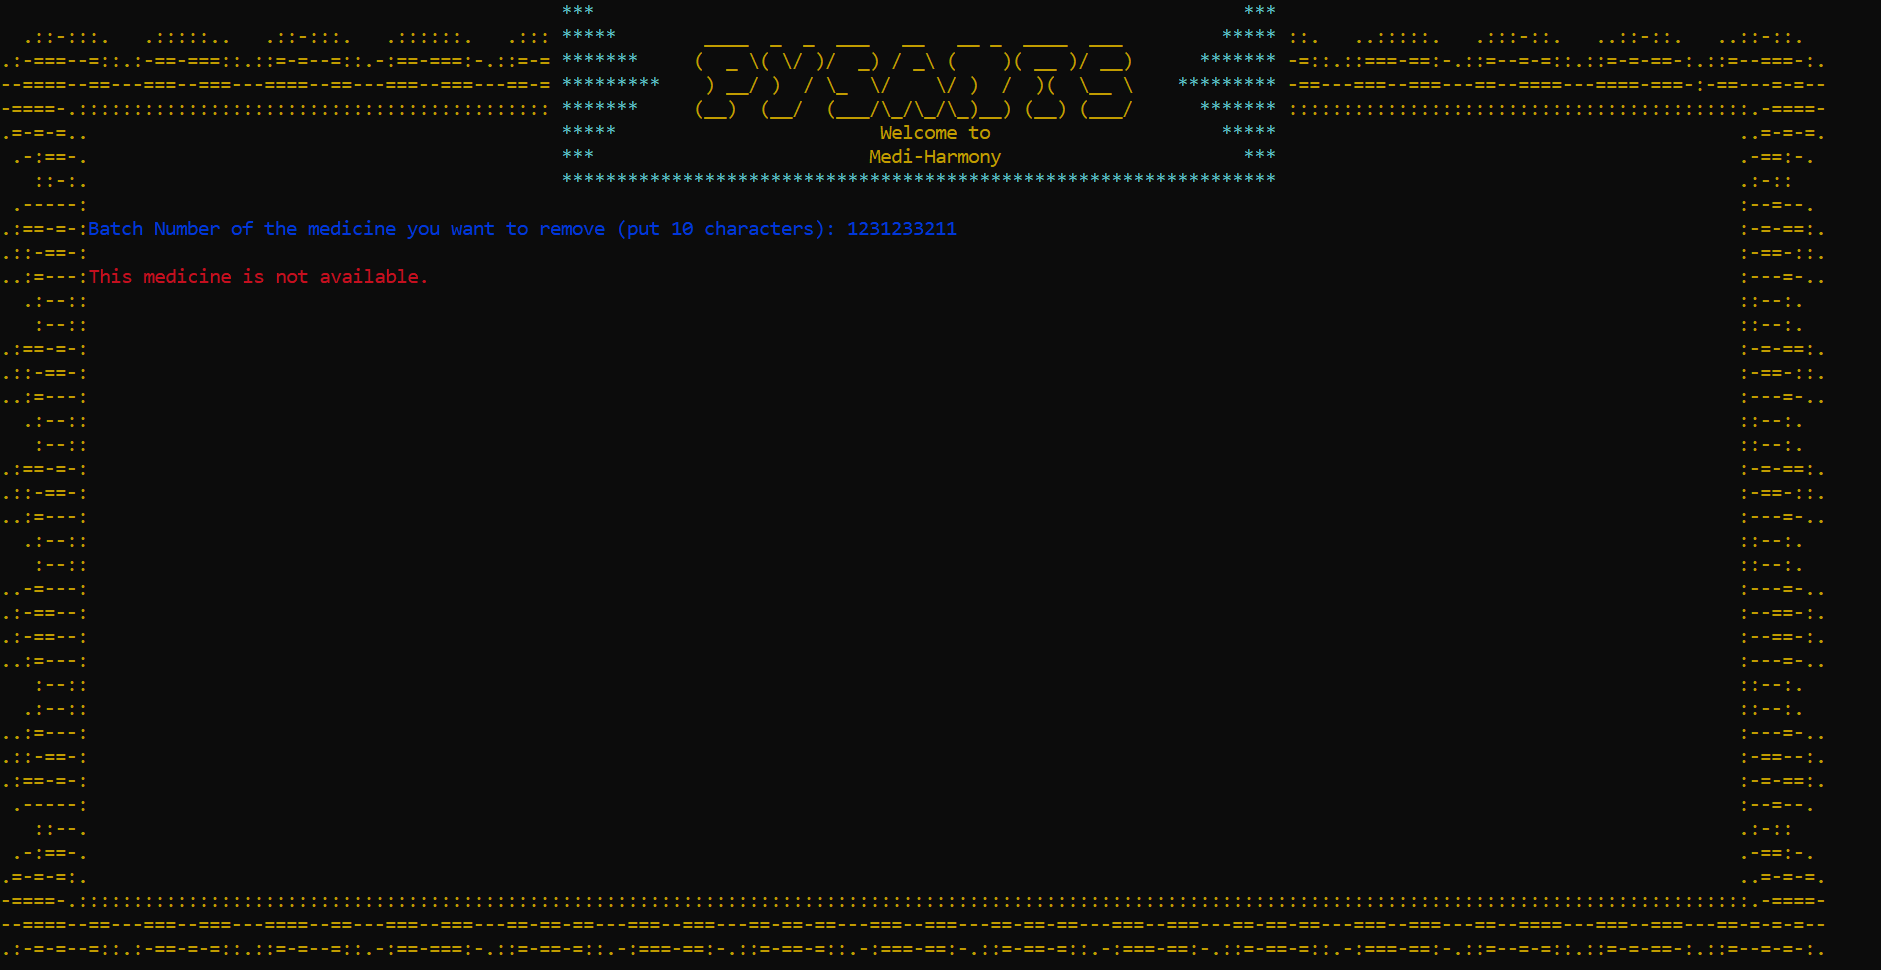 Welcome to
Medi-Harmony
Batch Number of the medicine you want to remove (put 10 characters): 1231233211
This medicine is not available.